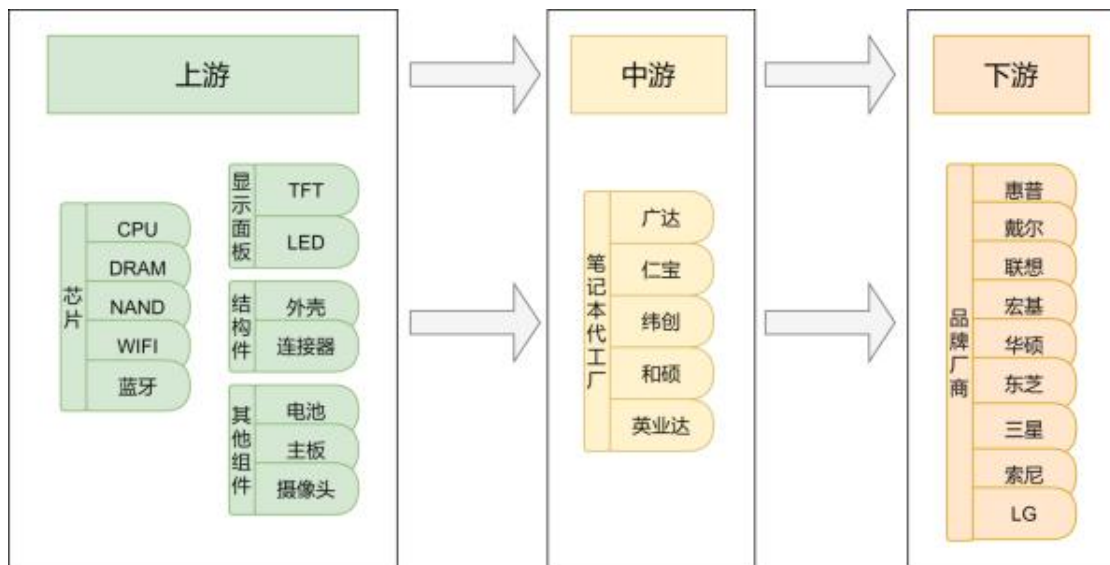 上游
芯片
CPU
DRAM
NAND
WIFI
蓝牙
显示面板
TFT
LED
结构件
外壳
连接器
其他组件
电池
主板
摄像头
中游
笔记本代工厂
广达
仁宝
纬创
和硕
英业达
下游
品牌厂商
惠普
戴尔
联想
宏基
华硕
东芝
三星
索尼
LG